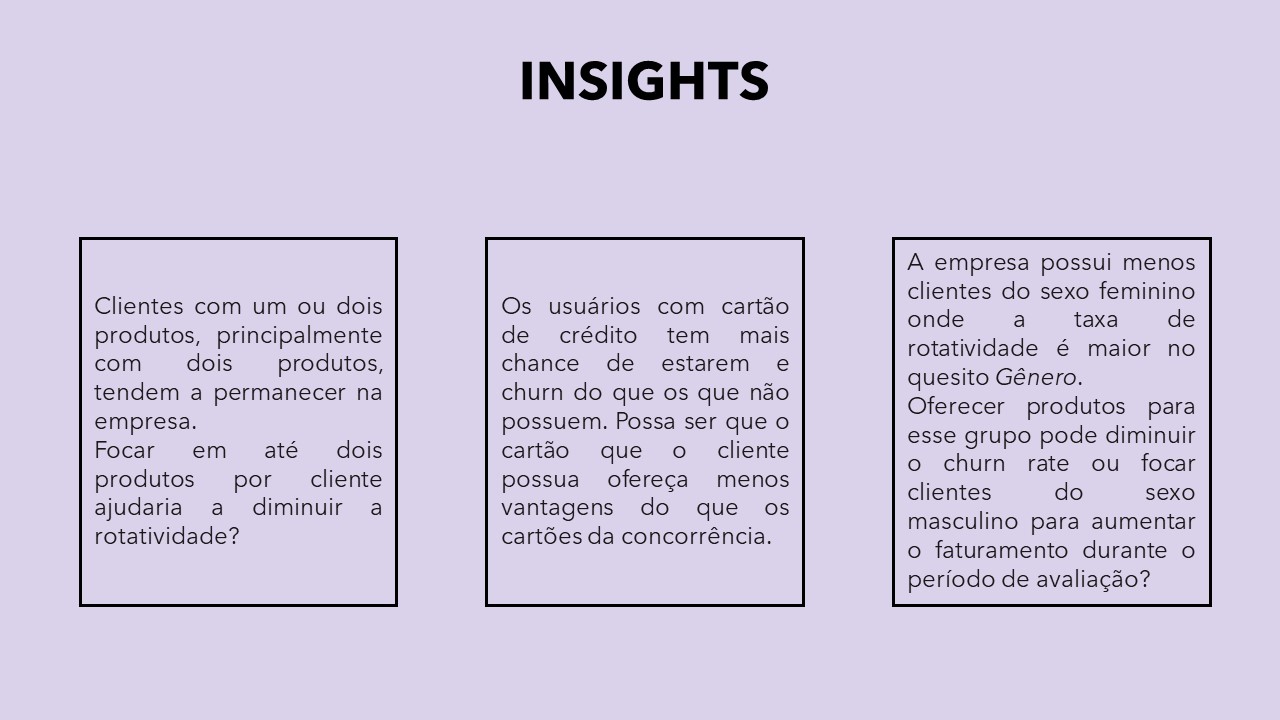 INSIGHTS
Clientes com um ou dois
produtos, principalmente
com dois produtos,
tendem a permanecer na
empresa.
Focar em até dois
produtos por cliente
ajudaria a diminuir a
rotatividade?
Os usuários com cartão
de crédito tem mais
chance de estarem e
churn do que os que não
possuem. Possa ser que o
cartão que o cliente
possua ofereça menos
vantagens do que os
cartões da concorrência.
A empresa possui menos
clientes do sexo feminino
onde a taxa de
rotatividade é maior no
quesito Gênero.
Oferecer produtos para
esse grupo pode diminuir
o churn rate ou focar
clientes do sexo
masculino para aumentar
o faturamento durante o
período de avaliação?